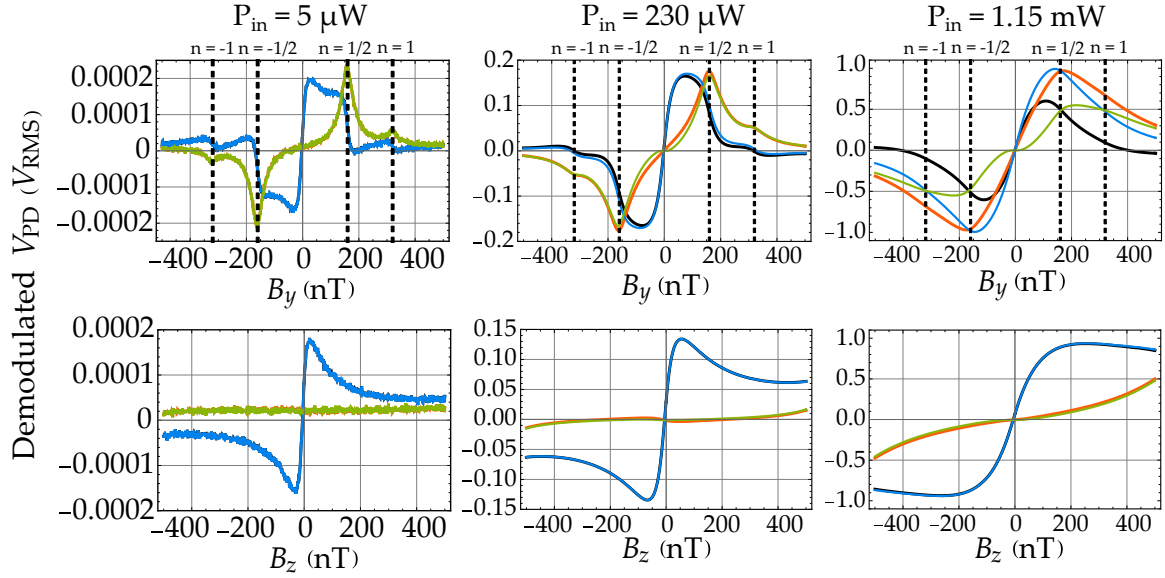 P_in = 5 μW
P_in = 230 μW
P_in = 1.15 mW
n = -1 n = -1/2 n = 1/2 n = 1
n = -1 n = -1/2 n = 1/2 n = 1
n = -1 n = -1/2 n = 1/2 n = 1
Demodulated V_PD (V_RMS)
0.0002
0.0001
0
−0.0001
−0.0002
−400 −200 0 200 400
B_y (nT)
0.2
0.1
0.0
−0.1
−0.2
−400 −200 0 200 400
B_y (nT)
1.0
0.5
0.0
−0.5
−1.0
−400 −200 0 200 400
B_y (nT)
0.0002
0.0001
0
−0.0001
−0.0002
−400 −200 0 200 400
B_z (nT)
0.15
0.10
0.05
0.00
−0.05
−0.10
0.15
−400 −200 0 200 400
B_z (nT)
1.0
0.5
0.0
−0.5
−1.0
−400 −200 0 200 400
B_z (nT)